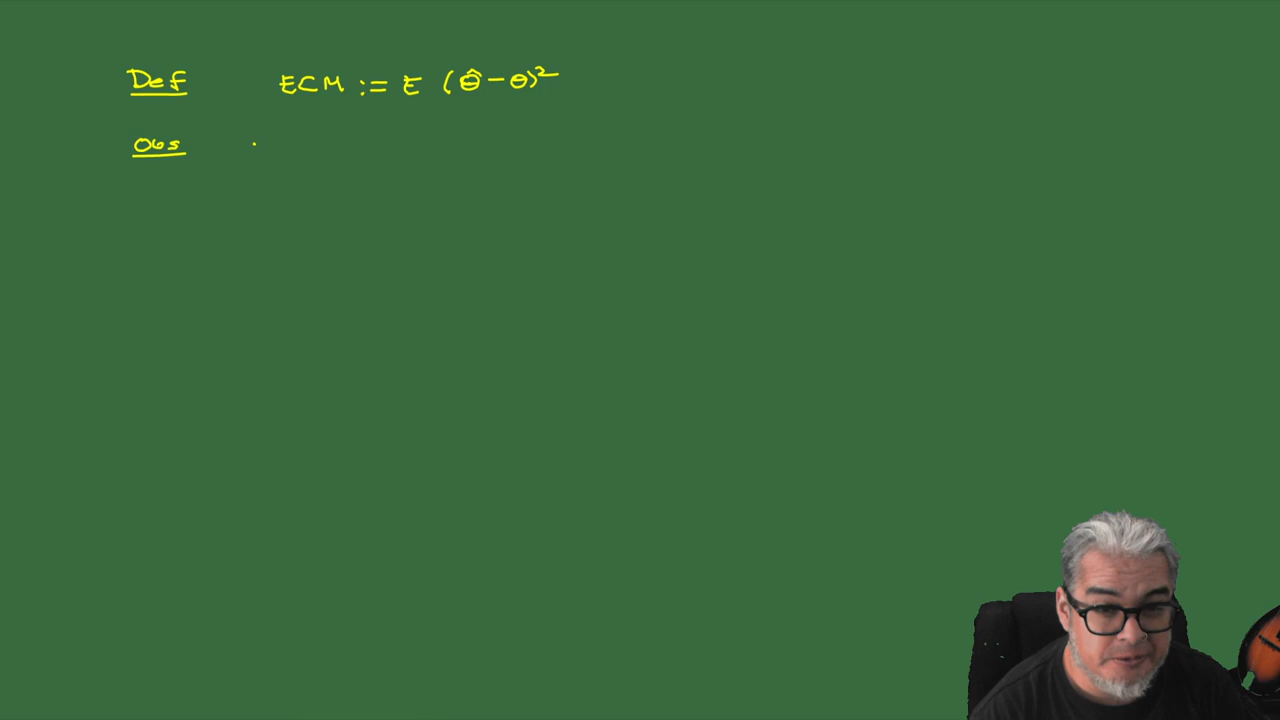 Def ECM := E (θ̂ − θ)²
Obs